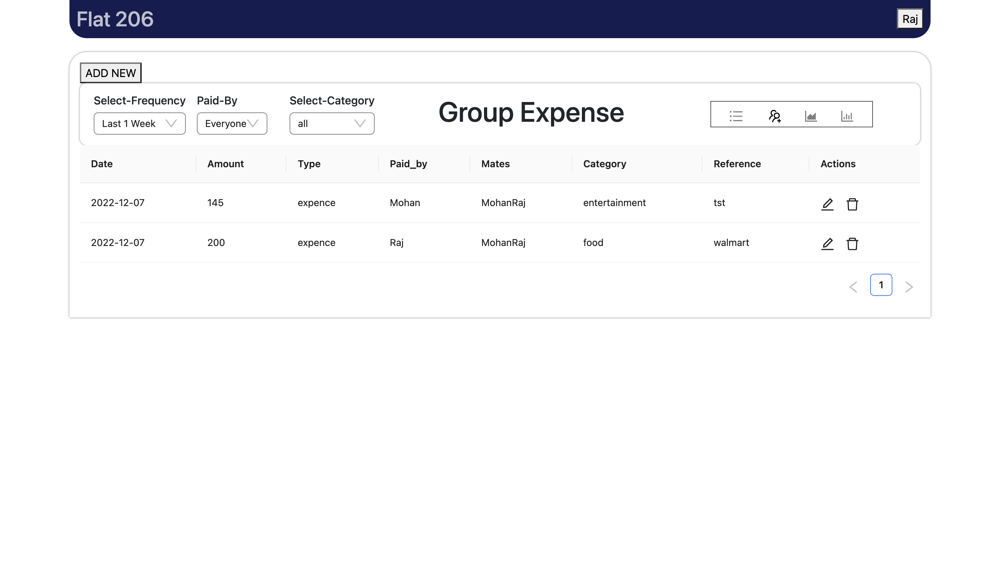 Flat 206 Raj
ADD NEW
Select-Frequency Paid-By Select-Category
Last 1 Week Everyone all
Group Expense
Date Amount Type Paid_by Mates Category Reference Actions
2022-12-07 145 expence Mohan MohanRaj entertainment tst
2022-12-07 200 expence Raj MohanRaj food walmart
1